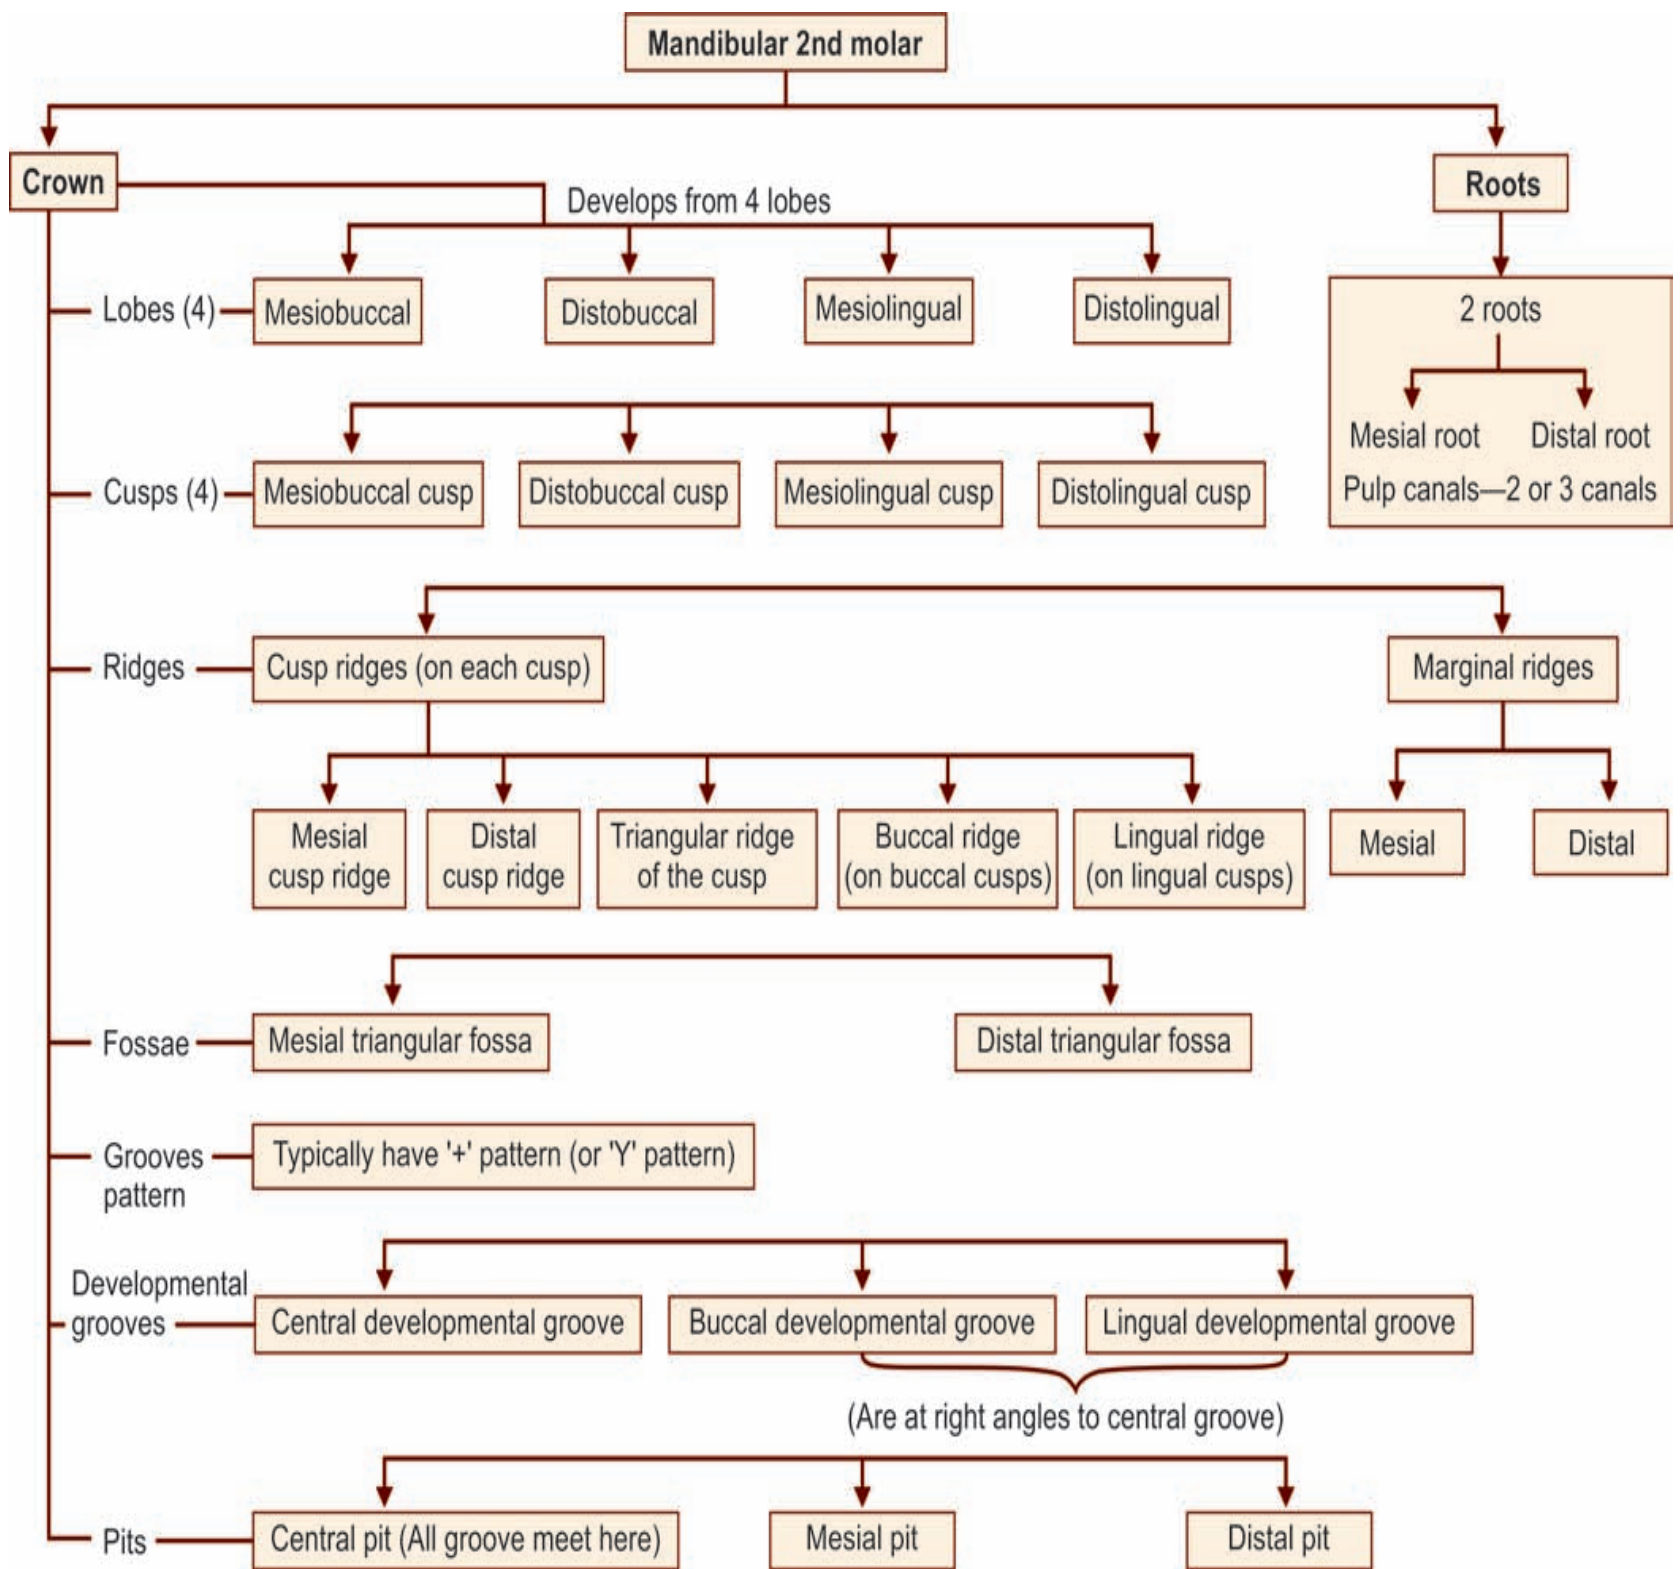 Mandibular 2nd molar
Crown
Roots
Develops from 4 lobes
Lobes (4)
Mesiobuccal
Distobuccal
Mesiolingual
Distolingual
2 roots
Mesial root
Distal root
Pulp canals—2 or 3 canals
Cusps (4)
Mesiobuccal cusp
Distobuccal cusp
Mesiolingual cusp
Distolingual cusp
Ridges
Cusp ridges (on each cusp)
Marginal ridges
Mesial
cusp ridge
Distal
cusp ridge
Triangular ridge
of the cusp
Buccal ridge
(on buccal cusps)
Lingual ridge
(on lingual cusps)
Mesial
Distal
Fossae
Mesial triangular fossa
Distal triangular fossa
Grooves
pattern
Typically have '+' pattern (or 'Y' pattern)
Developmental
grooves
Central developmental groove
Buccal developmental groove
Lingual developmental groove
(Are at right angles to central groove)
Pits
Central pit (All groove meet here)
Mesial pit
Distal pit